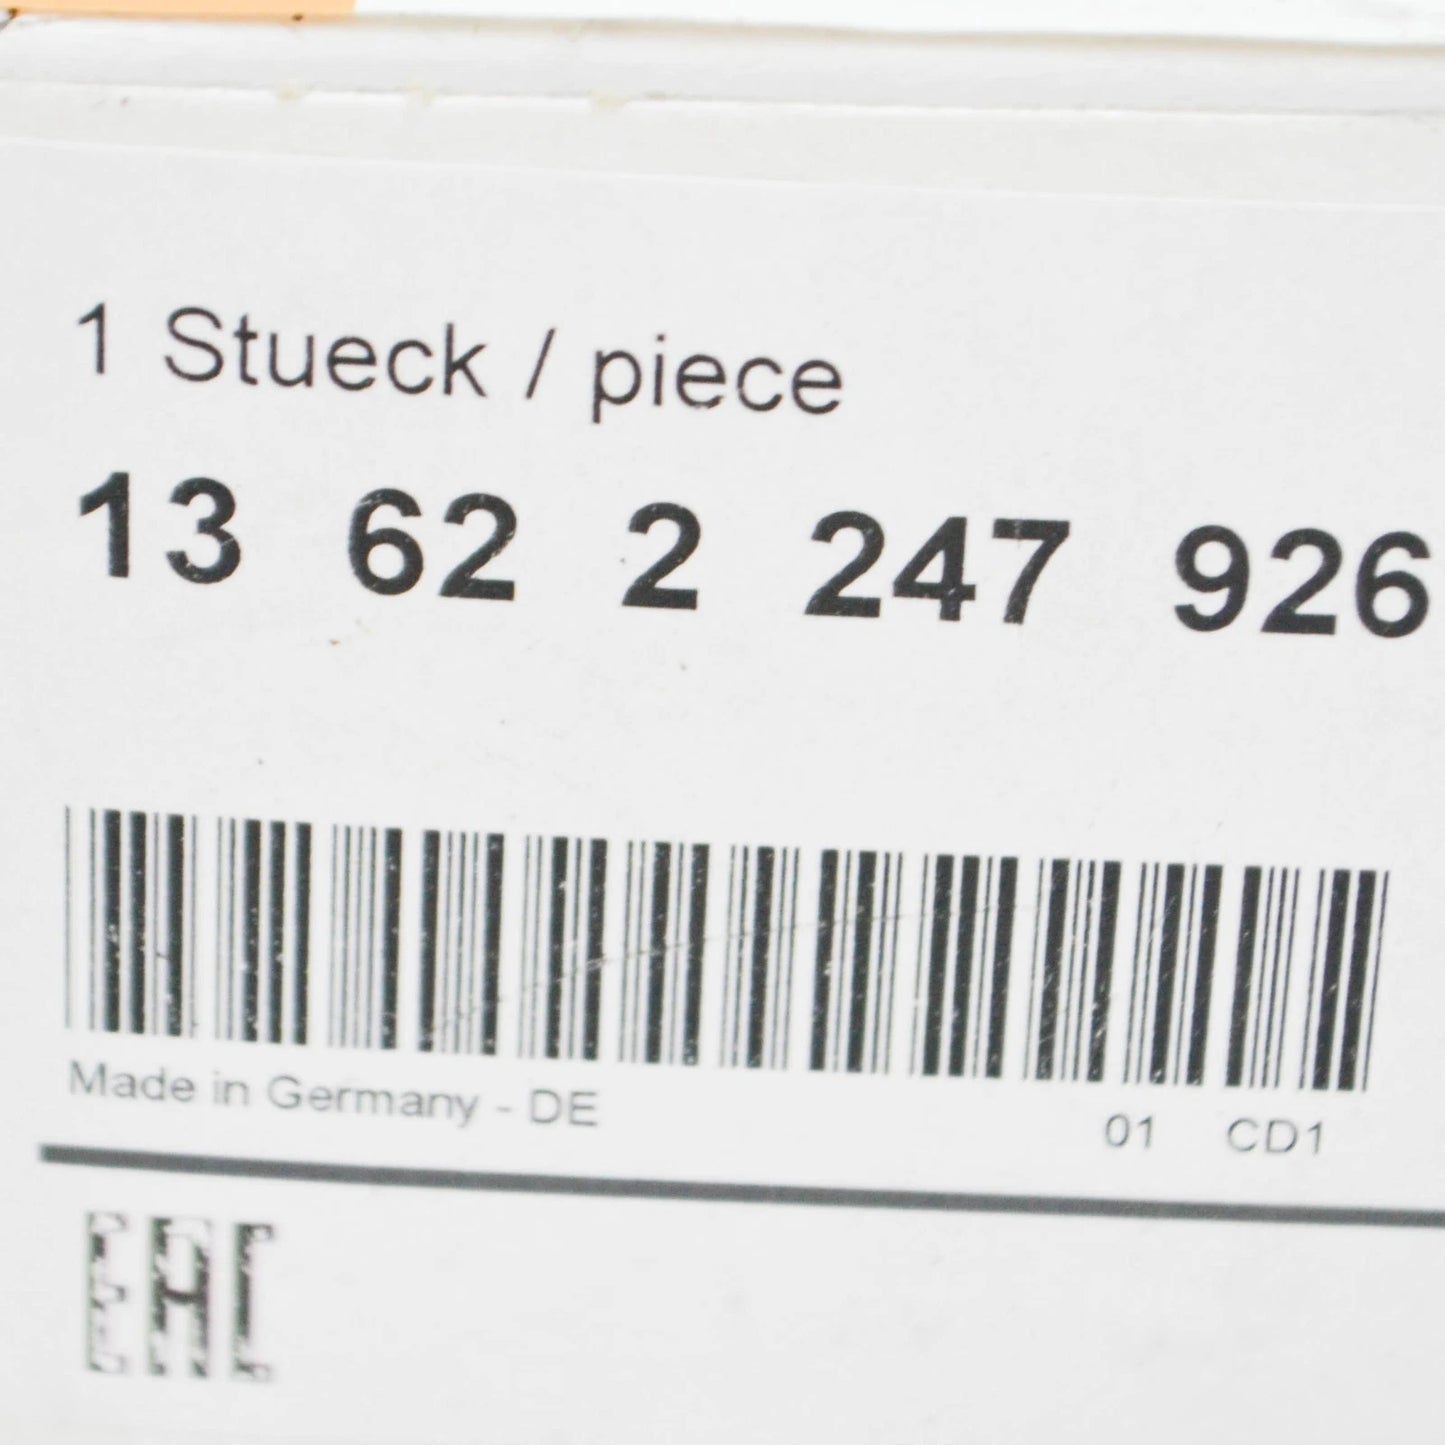 1 Stueck / piece
13 62 2 247 926
Made in Germany - DE 01 CD1
EAC